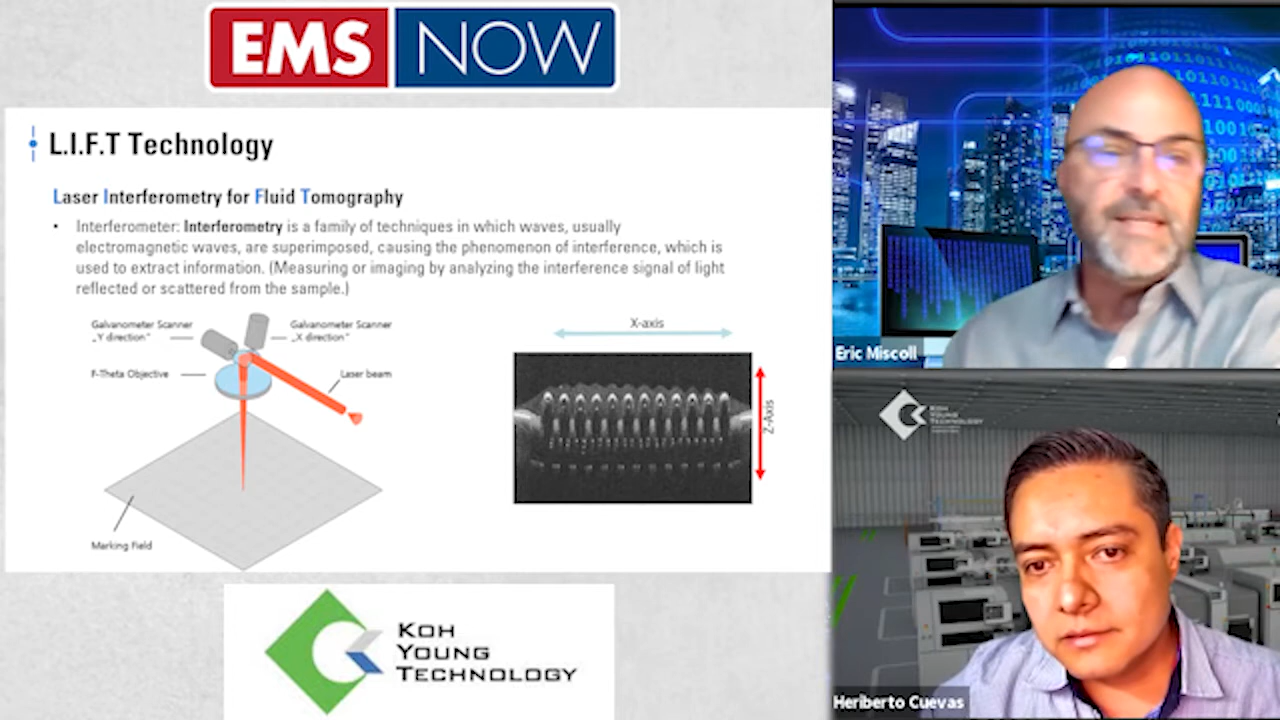 EMS NOW
L.I.F.T Technology
Laser Interferometry for Fluid Tomography
• Interferometer: Interferometry is a family of techniques in which waves, usually
electromagnetic waves, are superimposed, causing the phenomenon of interference, which is
used to extract information. (Measuring or imaging by analyzing the interference signal of light
reflected or scattered from the sample.)
Galvanometer Scanner
„Y direction"
Galvanometer Scanner
„X direction"
F-Theta Objective
Laser beam
Marking Field
X-axis
Z-Axis
KOH
YOUNG
TECHNOLOGY
Eric Miscoll
KOH
YOUNG
TECHNOLOGY
Heriberto Cuevas